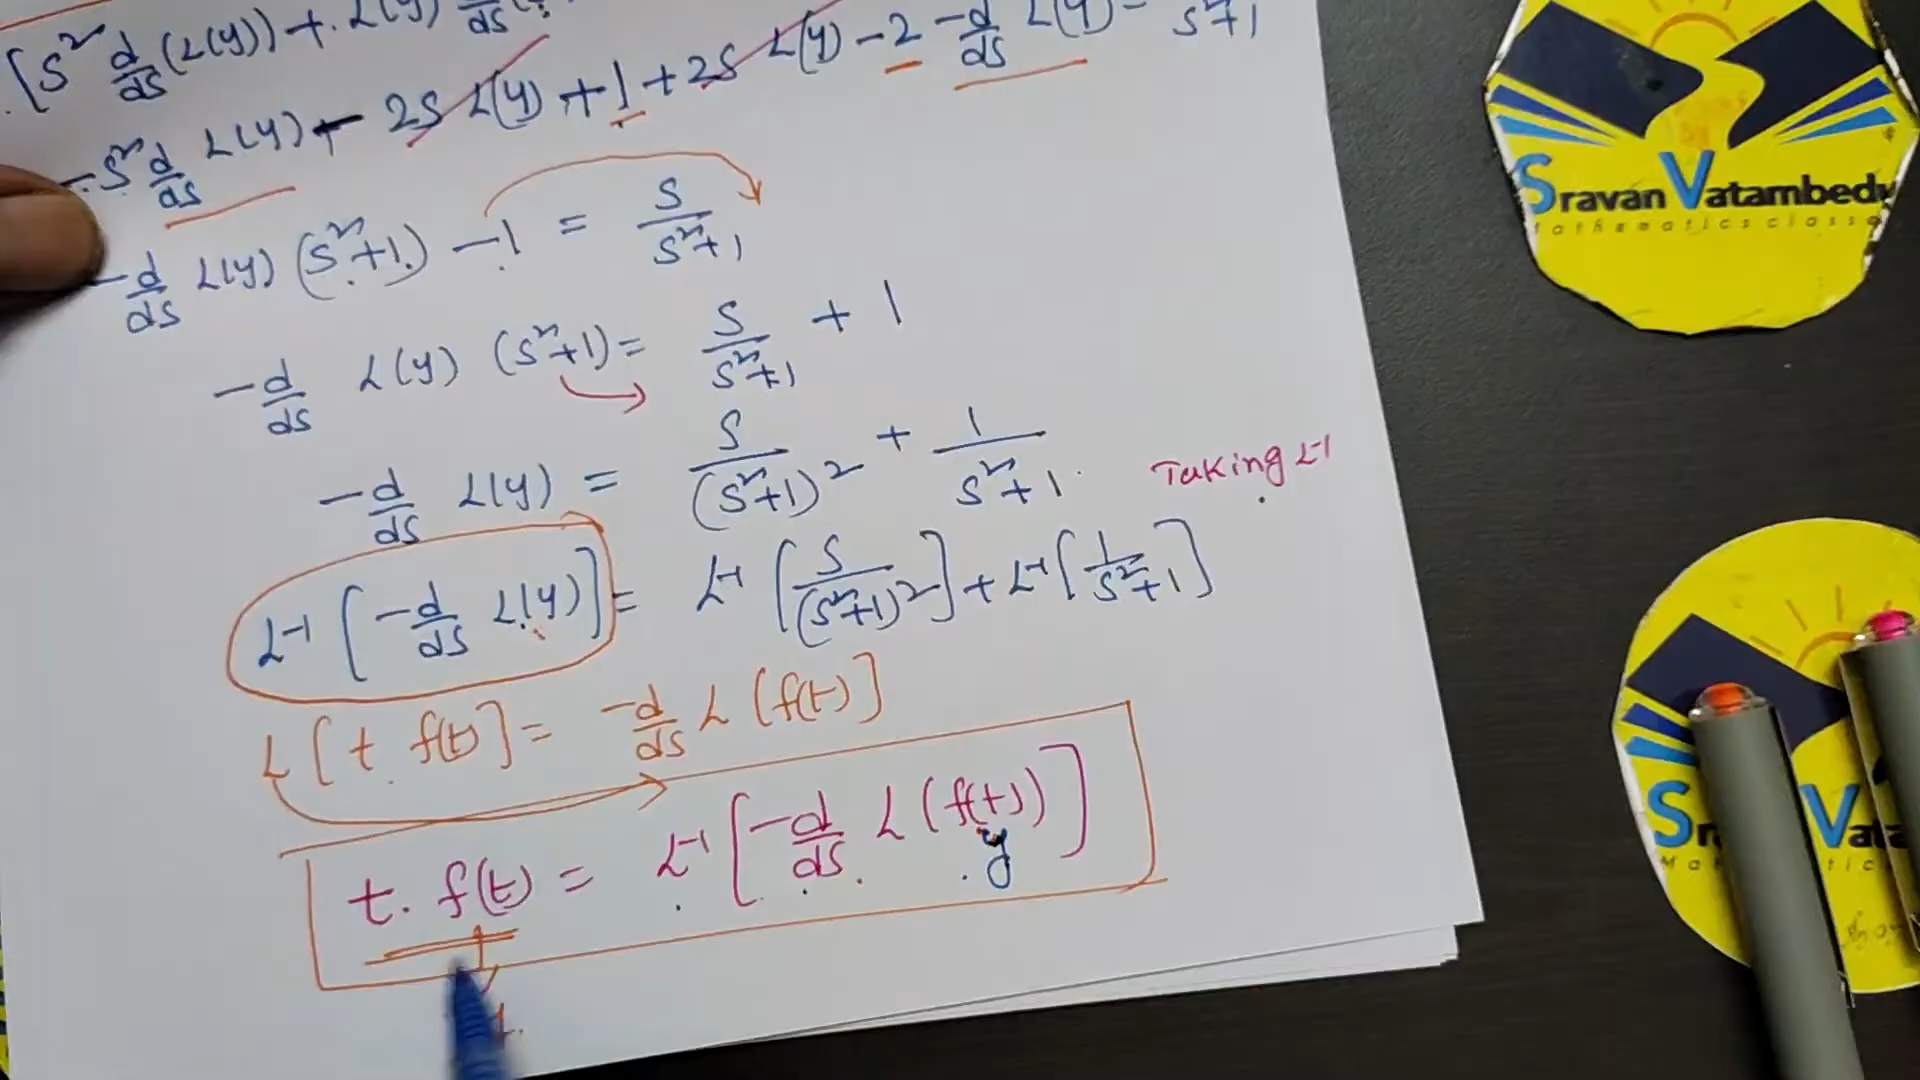 [s² d/ds (L(y)) + L(y) d/ds (
-s² d/ds L(y) - 2s L(y) + 1 + 2s L(y) - 2 - d/ds L(y) = s²+1
-d/ds L(y) (s²+1) - 1 = s/(s²+1)
-d/ds L(y) (s²+1) = s/(s²+1) + 1
-d/ds L(y) = s/(s²+1)² + 1/(s²+1)
Taking L⁻¹
L⁻¹ [-d/ds L(y)] = L⁻¹ [s/(s²+1)²] + L⁻¹ [1/(s²+1)]
L [t f(t)] = -d/ds L (f(t)]
t. f(t) = L⁻¹ [-d/ds L (f(t))]
y
Sravan Vatambedu
Mathematics classe